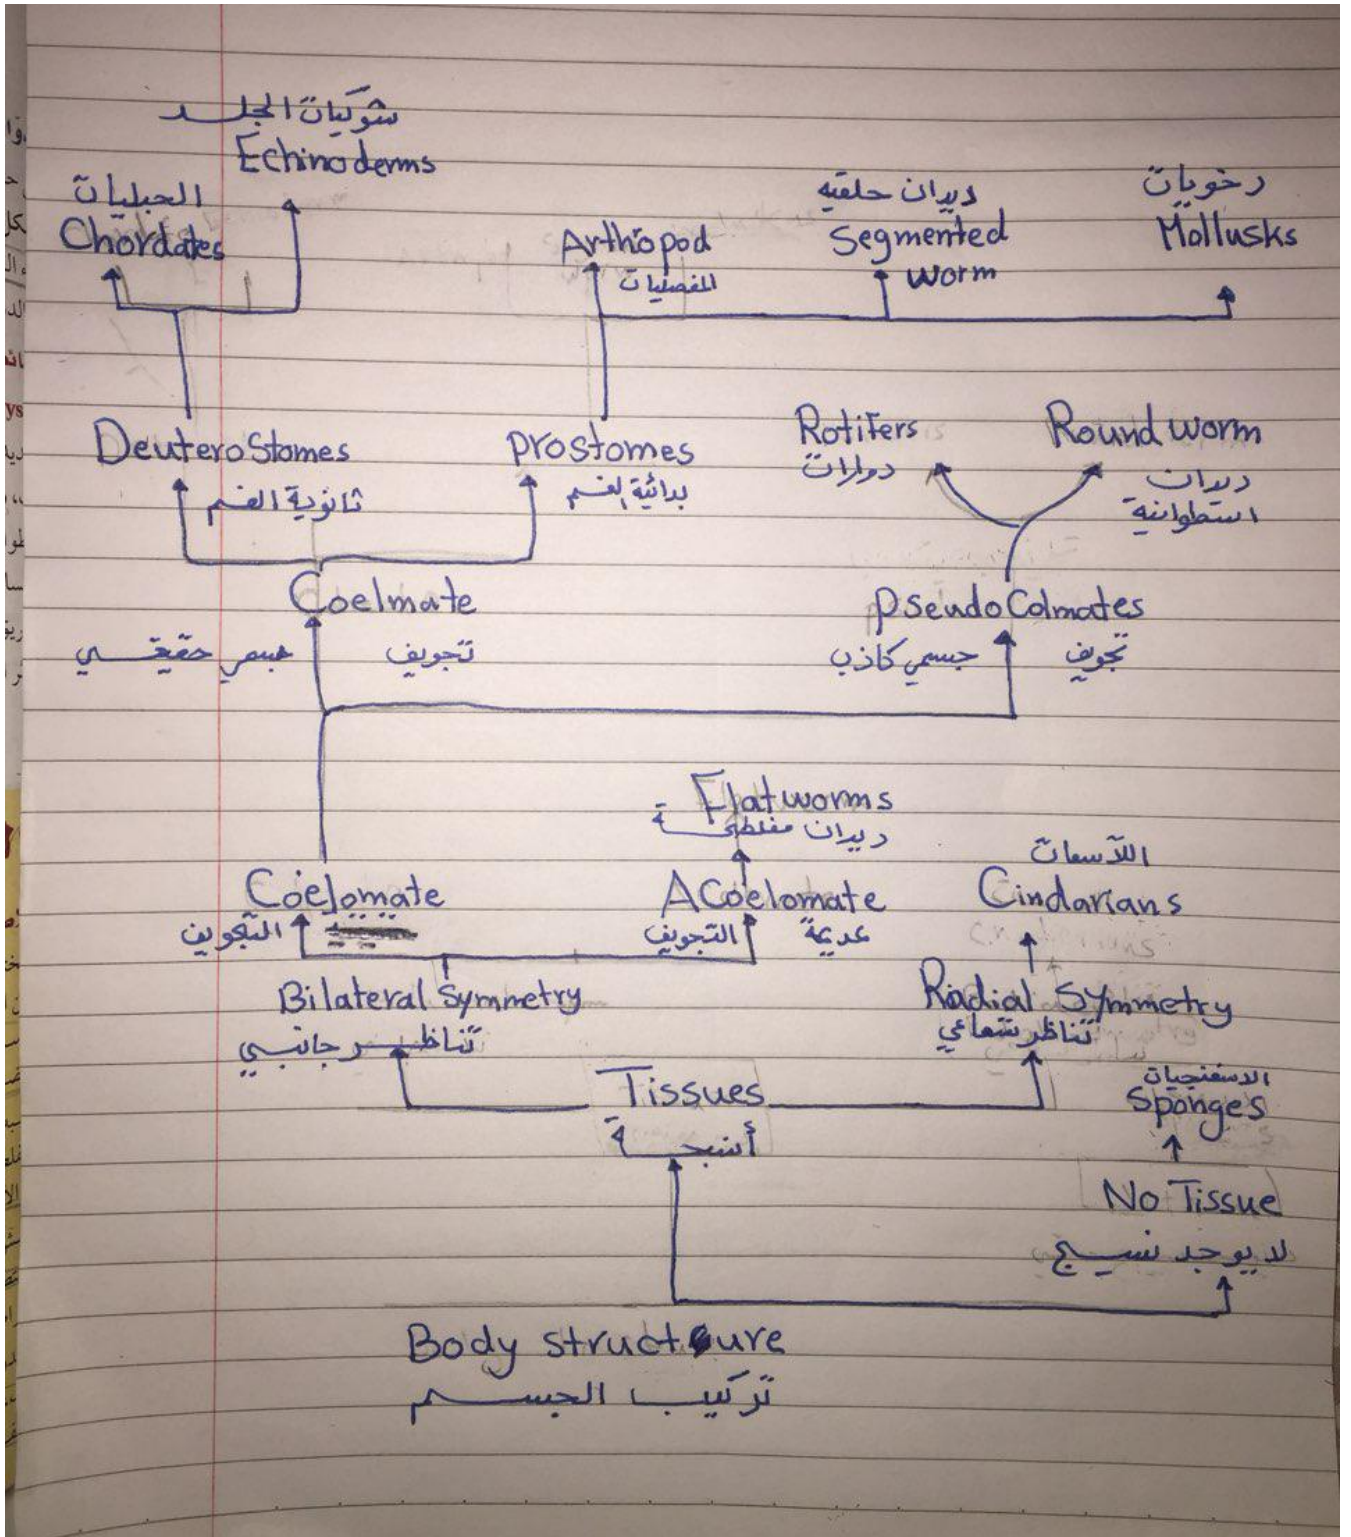 شوكيات الجلد
Echinoderms
الحبليات
Chordates
Arthopod
المفصليات
ديدان حلقيه
Segmented
worm
رخويات
Mollusks
DeuteroStomes
ثانوية الفم
prostomes
بدائية الفم
Rotifers
دوارات
Round worm
ديدان
اسطوانية
Coelmate
تجويف جسمي حقيقي
pseudoColmates
تجويف جسمي كاذب
Flatworms
ديدان مفلطحة
اللاسعات
Coelomate
التجويف
ACoelomate
عديمة التجويف
Cindarians
Bilateral Symmetry
تناظر جانبي
Radial Symmetry
تناظر شعاعي
Tissues
أنسجة
الاسفنجيات
Sponges
No Tissue
لا يوجد نسيج
Body structure
تركيب الجسم